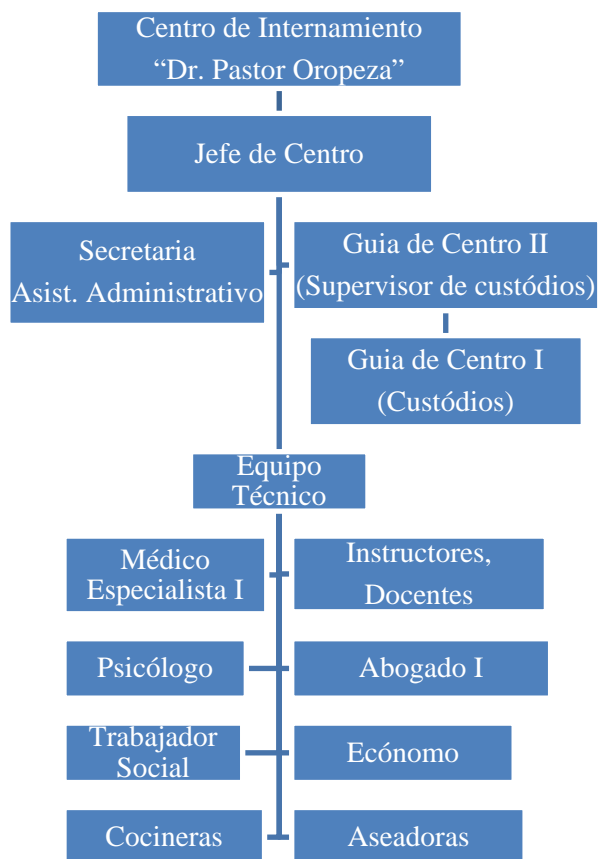 Centro de Internamiento
“Dr. Pastor Oropeza”
Jefe de Centro
Secretaria
Asist. Administrativo
Guia de Centro II
(Supervisor de custódios)
Guia de Centro I
(Custódios)
Equipo
Técnico
Médico
Especialista I
Instructores,
Docentes
Psicólogo
Abogado I
Trabajador
Social
Ecónomo
Cocineras
Aseadoras